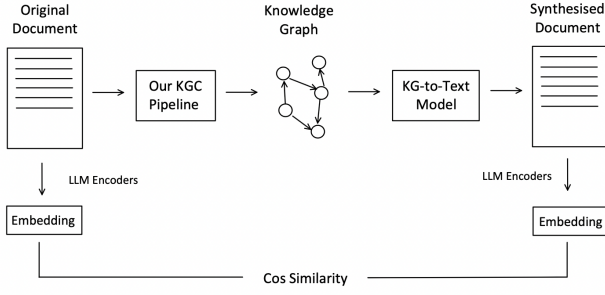 Original
Document
Knowledge
Graph
Synthesised
Document
Our KGC
Pipeline
KG-to-Text
Model
LLM Encoders
LLM Encoders
Embedding
Embedding
Cos Similarity